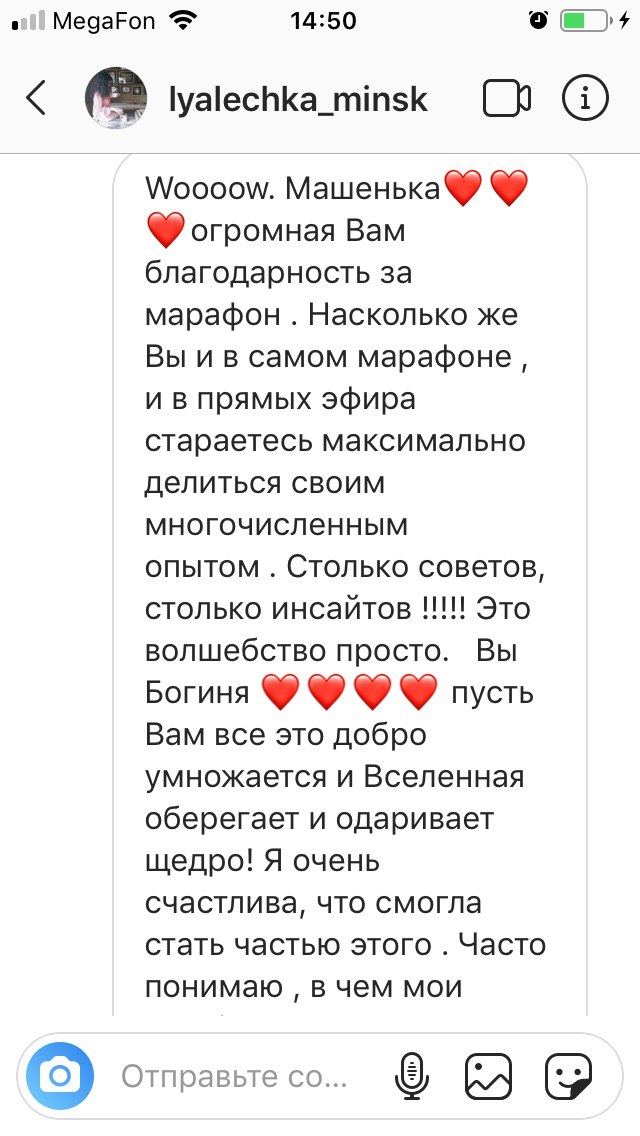 MegaFon 14:50
lyalechka_minsk
Woooow. Машенька❤️❤️
❤️огромная Вам
благодарность за
марафон . Насколько же
Вы и в самом марафоне ,
и в прямых эфира
стараетесь максимально
делиться своим
многочисленным
опытом . Столько советов,
столько инсайтов !!!!! Это
волшебство просто.   Вы
Богиня ❤️❤️❤️❤️ пусть
Вам все это добро
умножается и Вселенная
оберегает и одаривает
щедро! Я очень
счастлива, что смогла
стать частью этого . Часто
понимаю , в чем мои
Отправьте со...